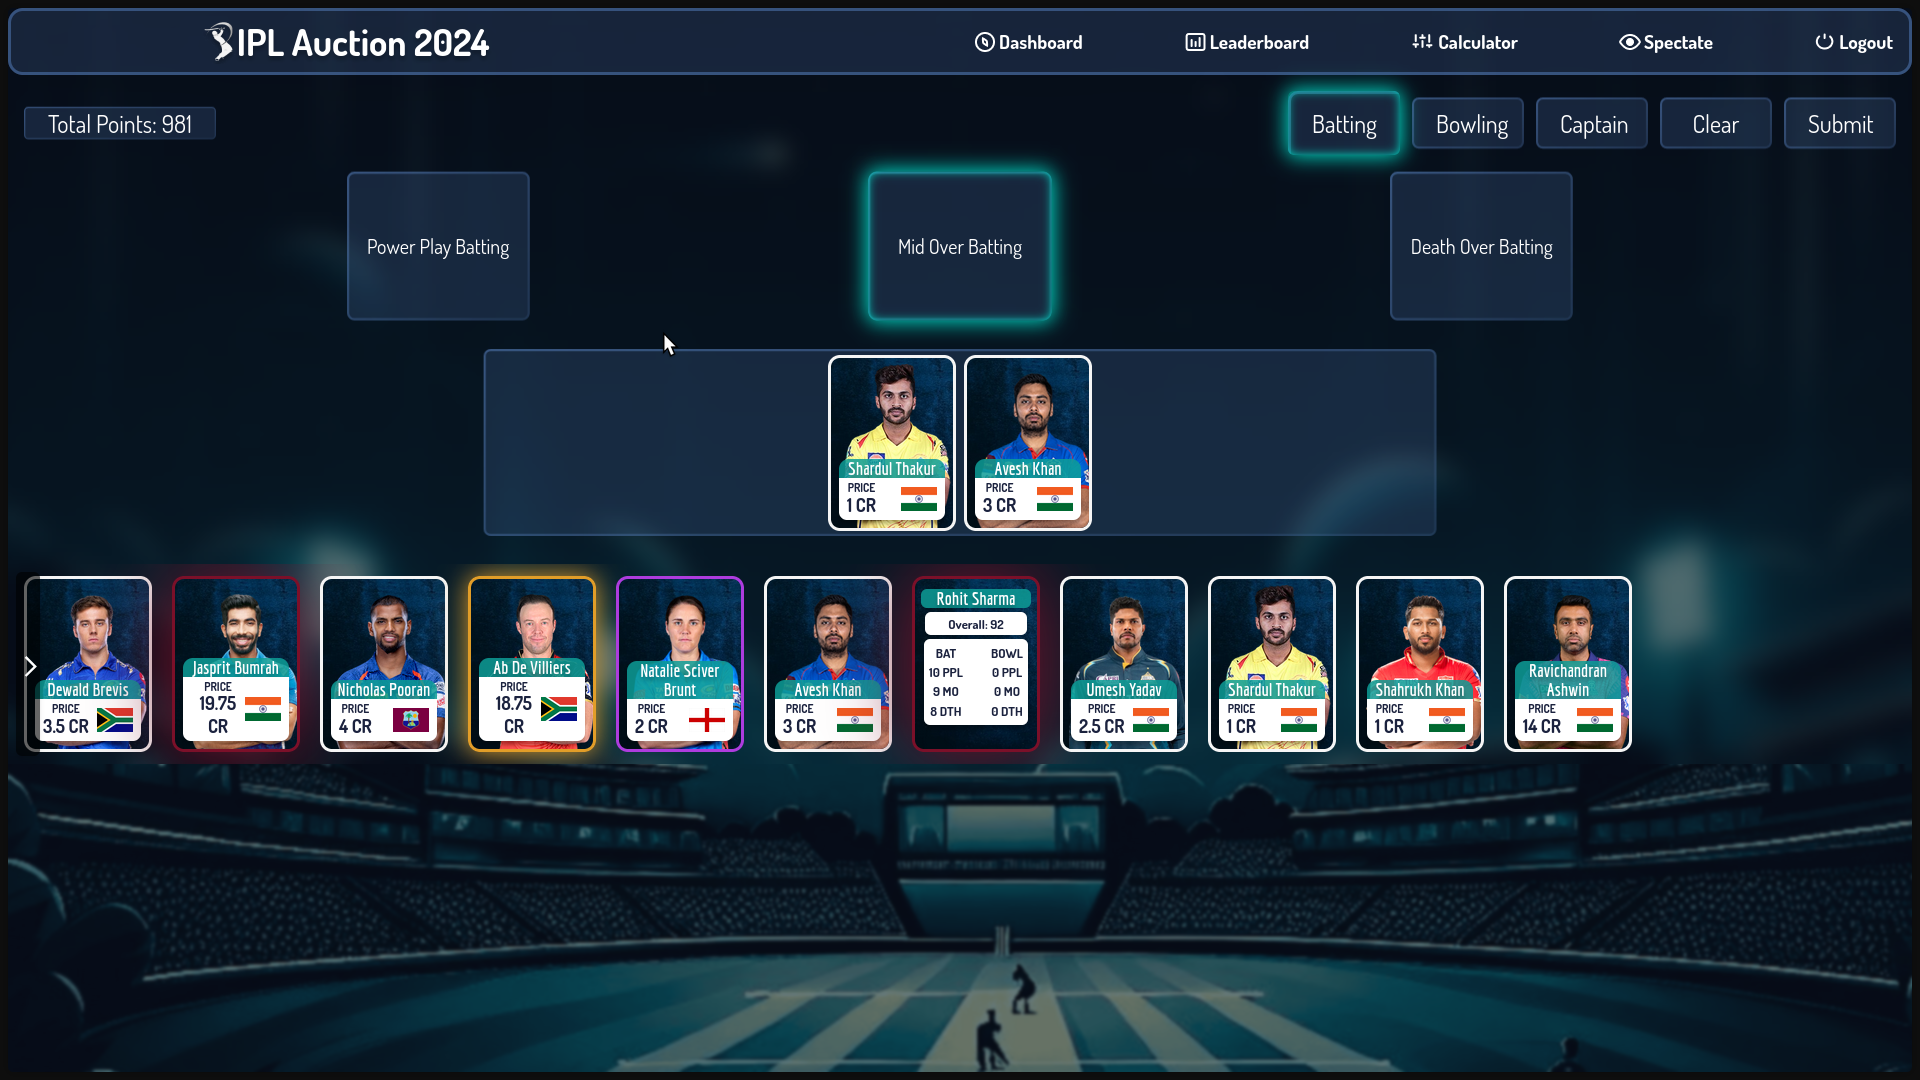 IPL Auction 2024
Dashboard
Leaderboard
Calculator
Spectate
Logout
Total Points: 981
Batting
Bowling
Captain
Clear
Submit
Power Play Batting
Mid Over Batting
Death Over Batting
Shardul Thakur
PRICE
1 CR
Avesh Khan
PRICE
3 CR
Dewald Brevis
PRICE
3.5 CR
Jasprit Bumrah
PRICE
19.75
CR
Nicholas Pooran
PRICE
4 CR
Ab De Villiers
PRICE
18.75
CR
Natalie Sciver
Brunt
PRICE
2 CR
Avesh Khan
PRICE
3 CR
Rohit Sharma
Overall: 92
BAT BOWL
10 PPL 0 PPL
9 MO 0 MO
8 DTH 0 DTH
Umesh Yadav
PRICE
2.5 CR
Shardul Thakur
PRICE
1 CR
Shahrukh Khan
PRICE
1 CR
Ravichandran
Ashwin
PRICE
14 CR